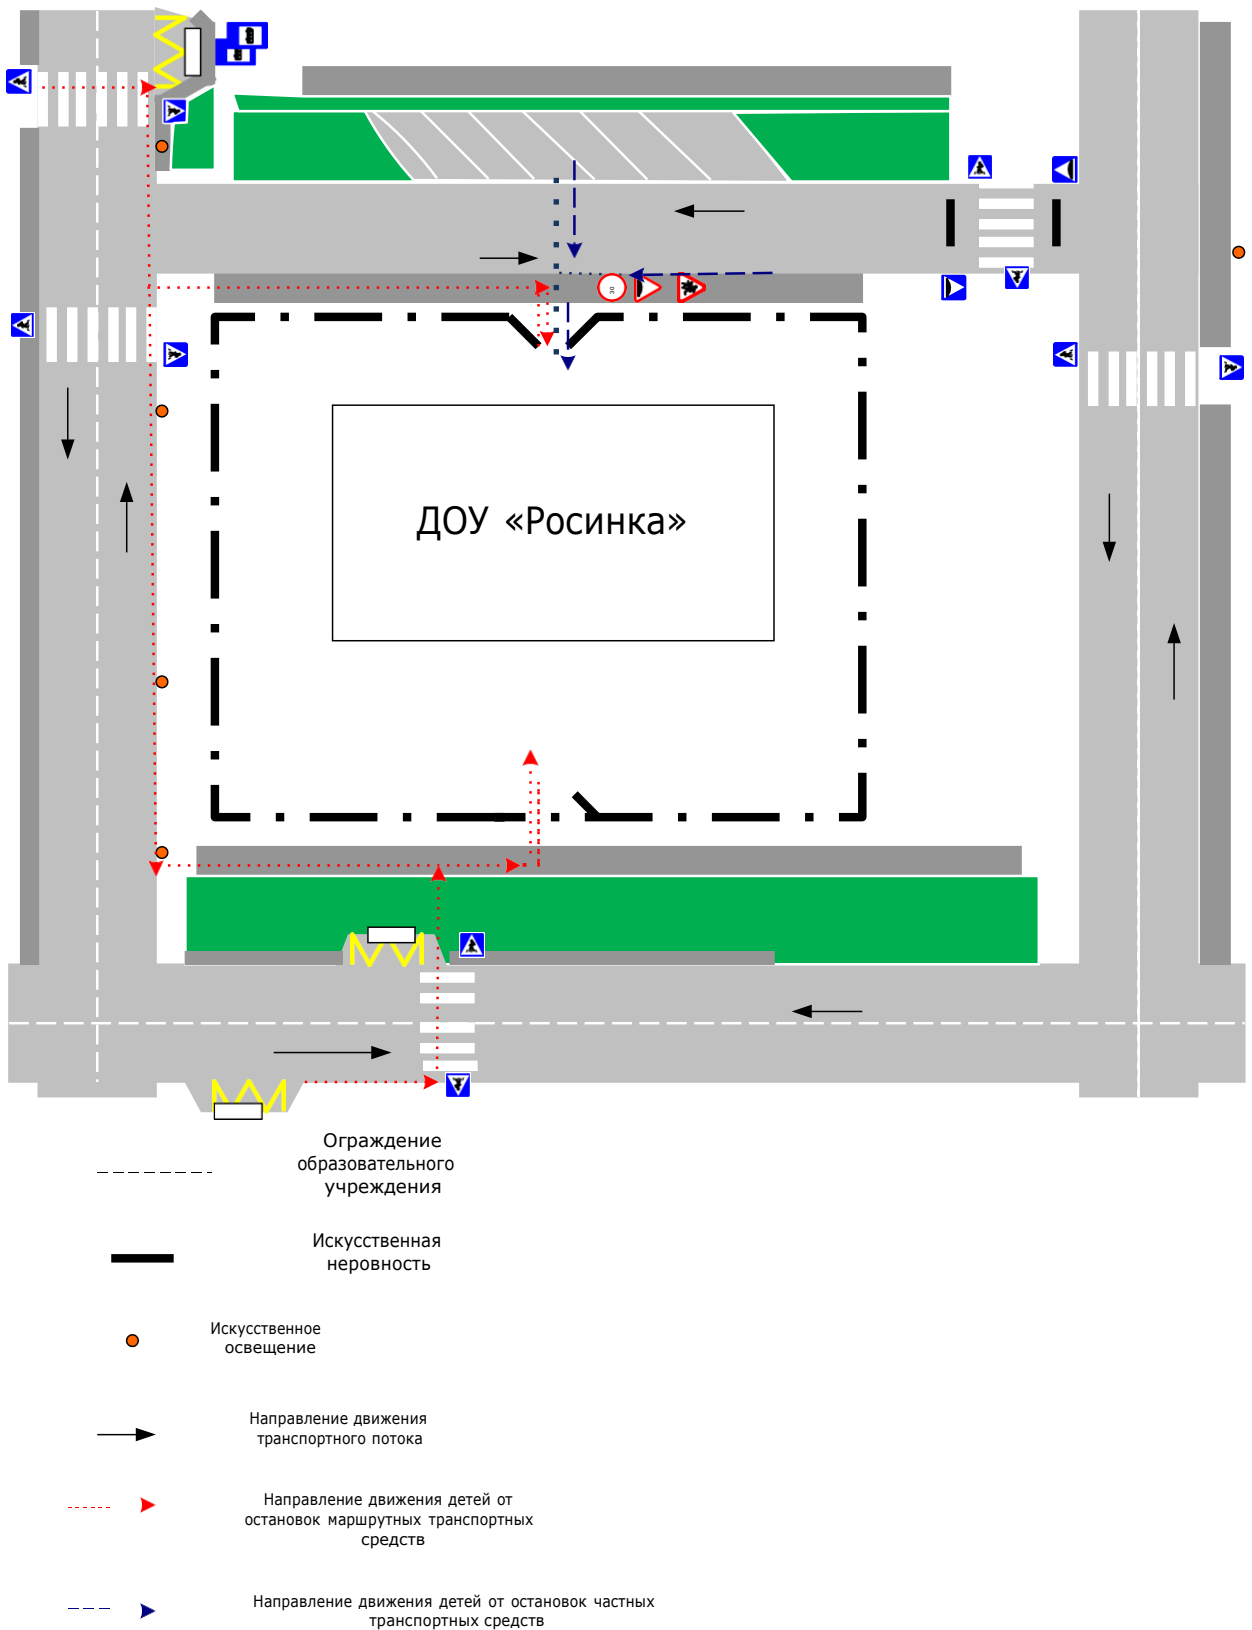 30
ДОУ «Росинка»
Ограждение
образовательного
учреждения
Искусственная
неровность
Искусственное
освещение
Направление движения
транспортного потока
Направление движения детей от
остановок маршрутных транспортных
средств
Направление движения детей от остановок частных
транспортных средств